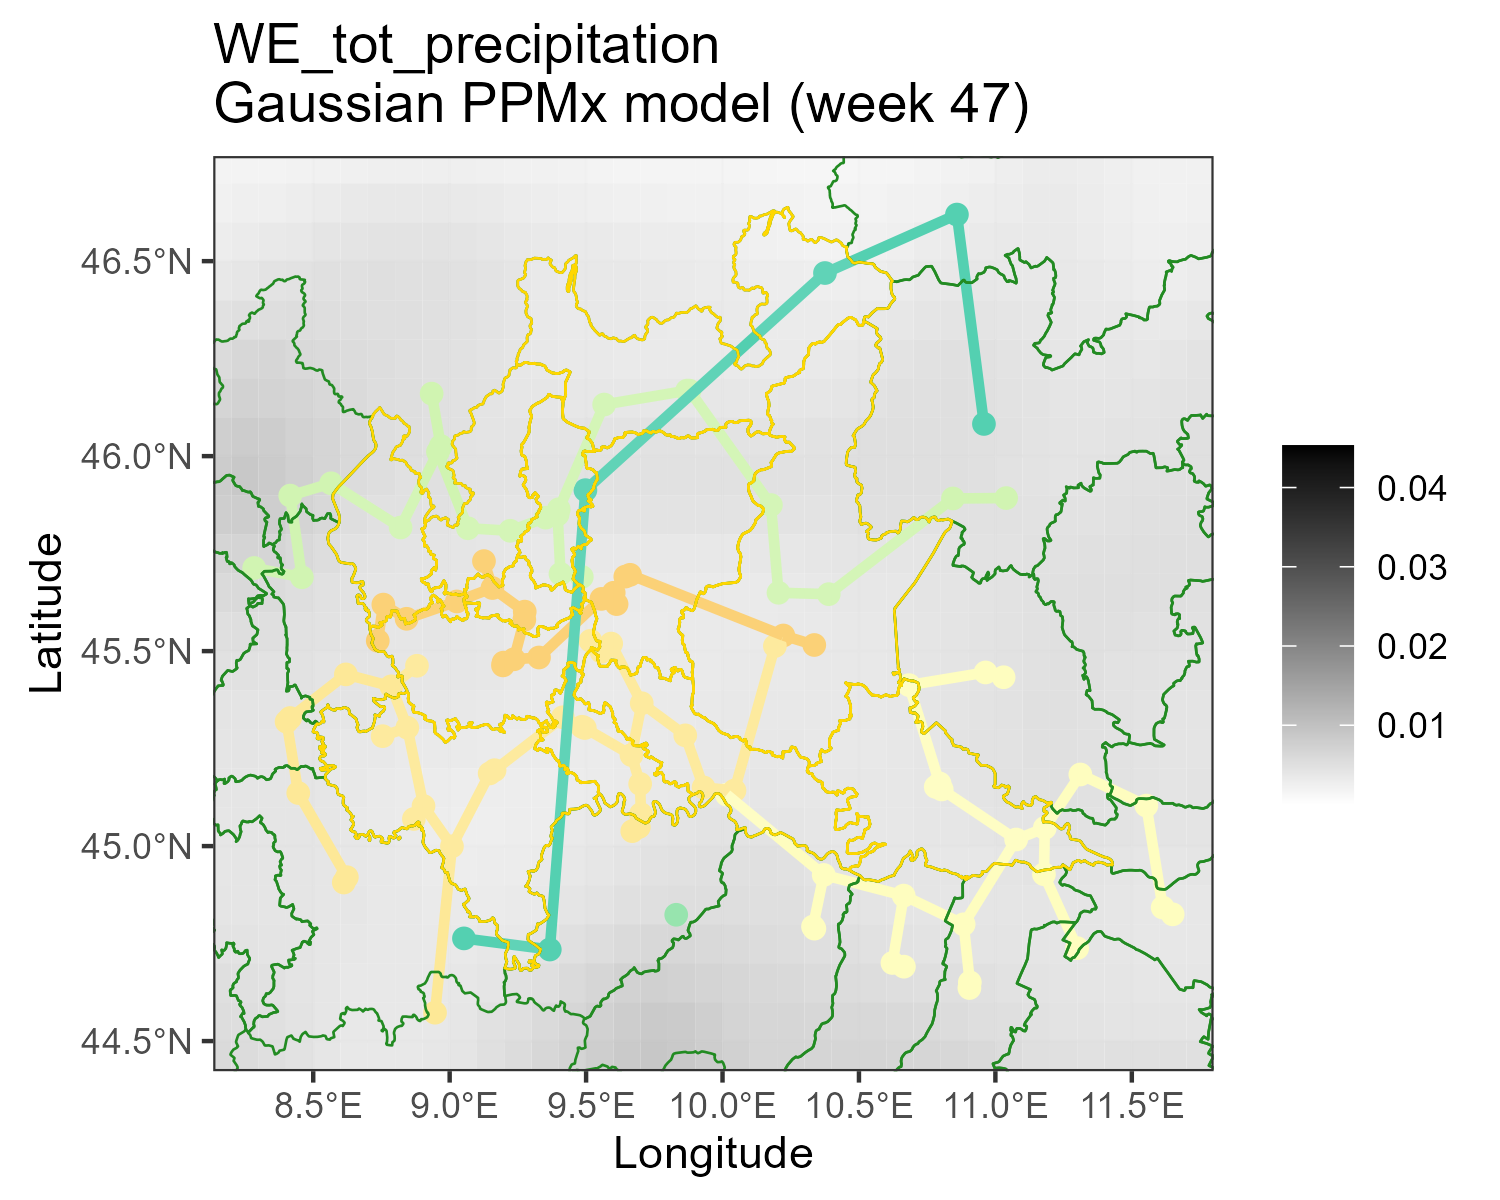 WE_tot_precipitation
Gaussian PPMx model (week 47)
46.5°N
46.0°N
45.5°N
45.0°N
44.5°N
Latitude
8.5°E 9.0°E 9.5°E 10.0°E 10.5°E 11.0°E 11.5°E
Longitude
0.04
0.03
0.02
0.01